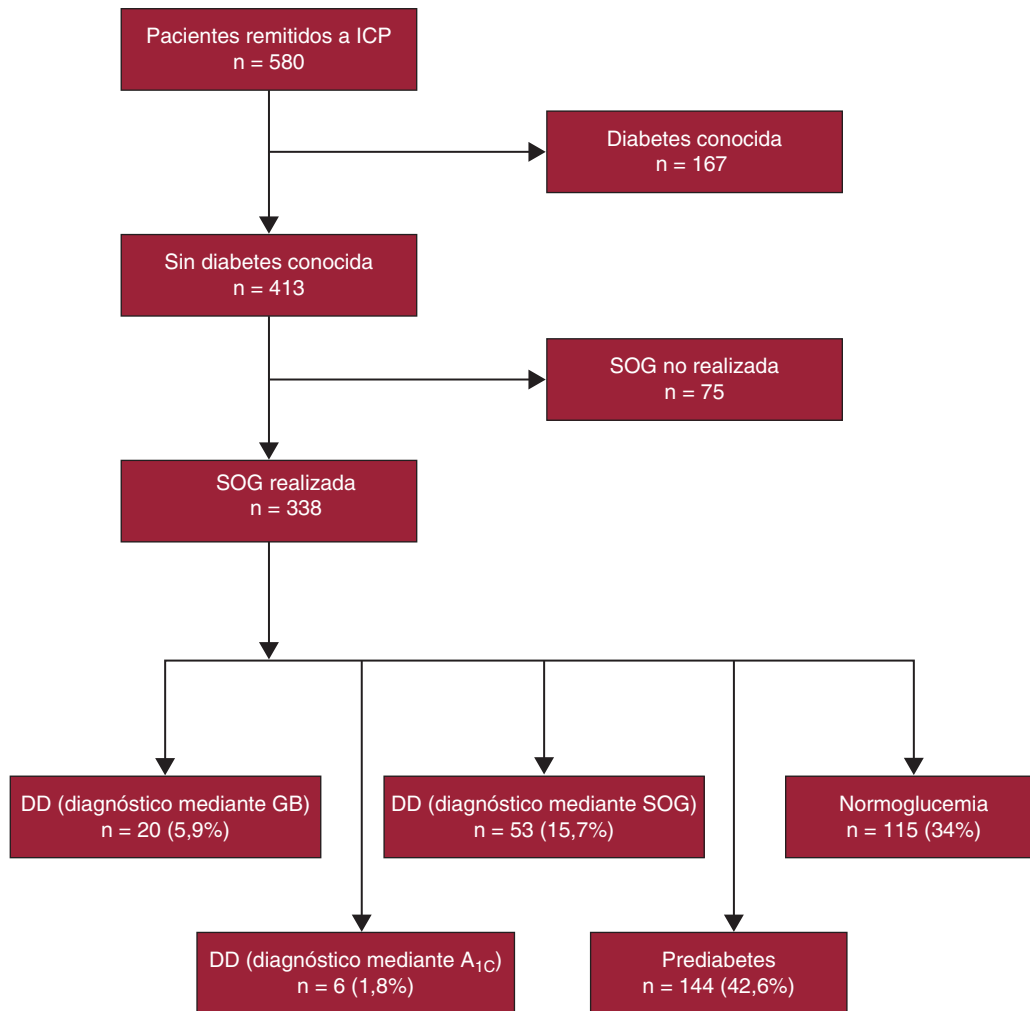 Pacientes remitidos a ICP
n = 580
Diabetes conocida
n = 167
Sin diabetes conocida
n = 413
SOG no realizada
n = 75
SOG realizada
n = 338
DD (diagnóstico mediante GB)
n = 20 (5,9%)
DD (diagnóstico mediante SOG)
n = 53 (15,7%)
Normoglucemia
n = 115 (34%)
DD (diagnóstico mediante A1C)
n = 6 (1,8%)
Prediabetes
n = 144 (42,6%)